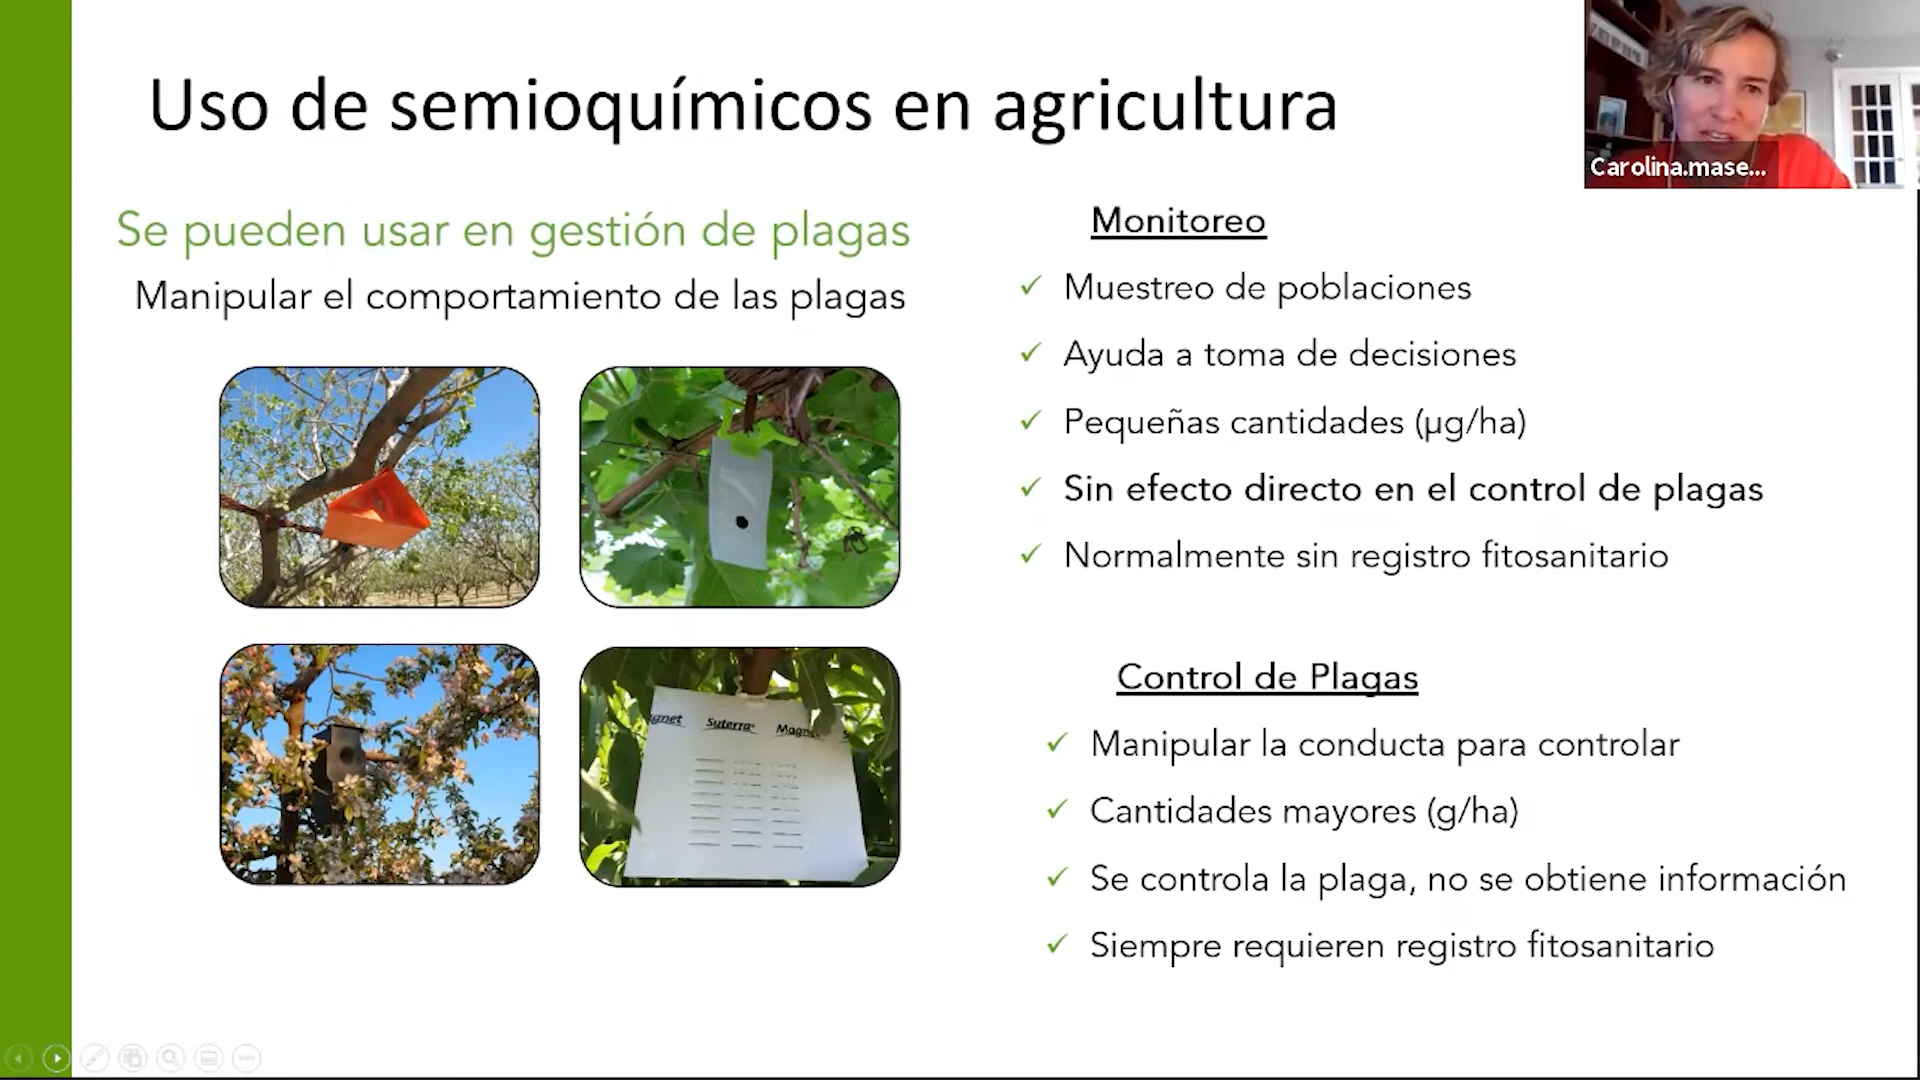 Uso de semioquímicos en agricultura
Carolina.mase...
Se pueden usar en gestión de plagas
Manipular el comportamiento de las plagas
gnet Suterra Magn
Monitoreo
✓ Muestreo de poblaciones
✓ Ayuda a toma de decisiones
✓ Pequeñas cantidades (µg/ha)
✓ Sin efecto directo en el control de plagas
✓ Normalmente sin registro fitosanitario
Control de Plagas
✓ Manipular la conducta para controlar
✓ Cantidades mayores (g/ha)
✓ Se controla la plaga, no se obtiene información
✓ Siempre requieren registro fitosanitario